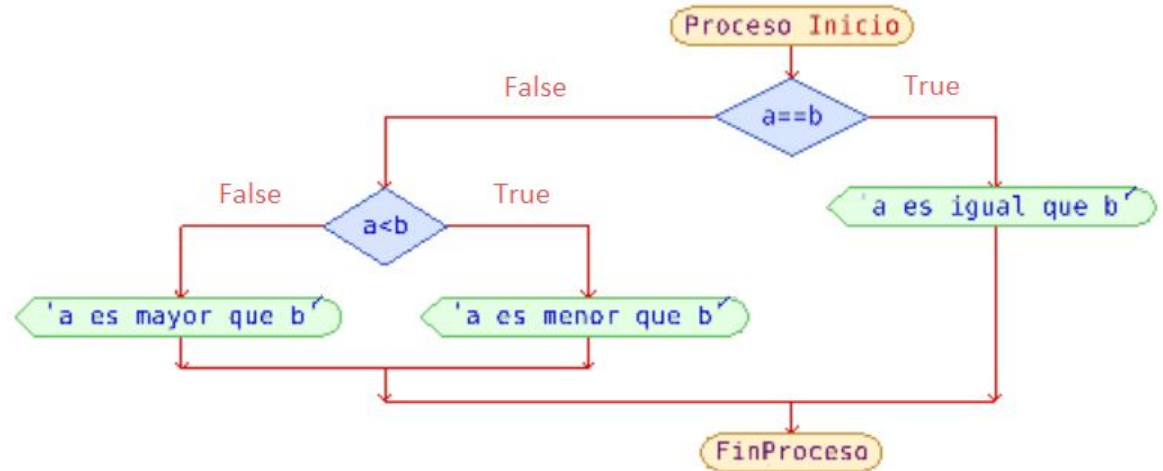 Proceso Inicio
False
True
a==b
False
True
'a es igual que b'
a<b
'a es mayor que b'
'a es menor que b'
FinProceso